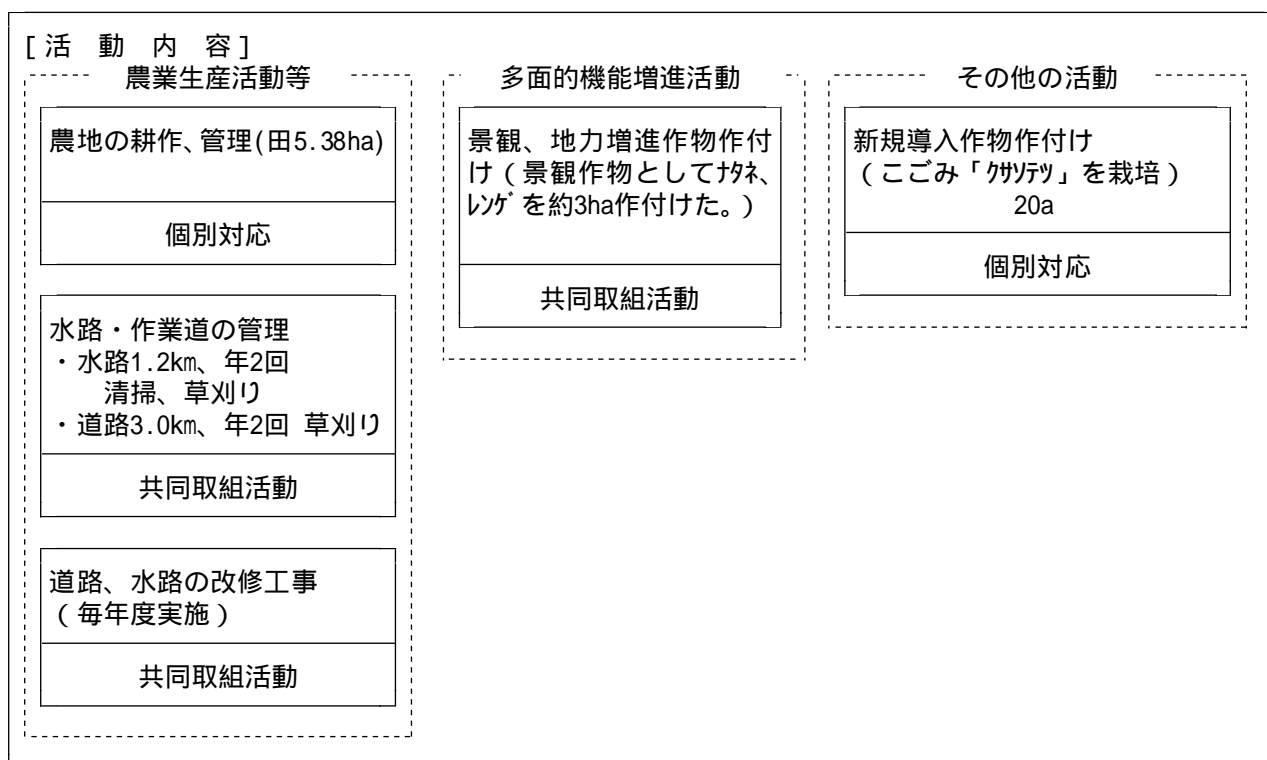 [活 動 内 容]
農業生産活動等
農地の耕作、管理(田5.38ha)
個別対応
水路・作業道の管理
・水路1.2km、年2回
清掃、草刈り
・道路3.0km、年2回 草刈り
共同取組活動
道路、水路の改修工事
(毎年度実施)
共同取組活動
多面的機能増進活動
景観、地力増進作物作付
け(景観作物としてﾅﾀﾈ、
ﾚﾝｹﾞを約3ha作付けた。)
共同取組活動
その他の活動
新規導入作物作付け
(こごみ「ｸｻｿﾃﾂ」を栽培)
20a
個別対応